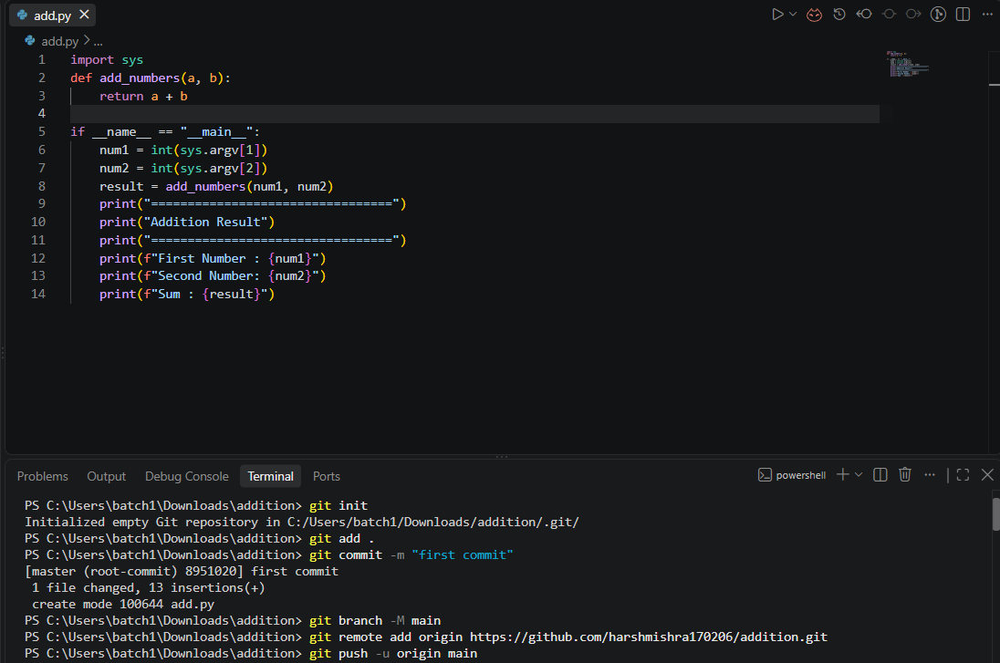 add.py
add.py > ...
1 import sys
2 def add_numbers(a, b):
3     return a + b
4
5 if __name__ == "__main__":
6     num1 = int(sys.argv[1])
7     num2 = int(sys.argv[2])
8     result = add_numbers(num1, num2)
9     print("=================================")
10     print("Addition Result")
11     print("=================================")
12     print(f"First Number : {num1}")
13     print(f"Second Number: {num2}")
14     print(f"Sum : {result}")
Problems Output Debug Console Terminal Ports powershell
PS C:\Users\batch1\Downloads\addition> git init
Initialized empty Git repository in C:/Users/batch1/Downloads/addition/.git/
PS C:\Users\batch1\Downloads\addition> git add .
PS C:\Users\batch1\Downloads\addition> git commit -m "first commit"
[master (root-commit) 8951020] first commit
 1 file changed, 13 insertions(+)
 create mode 100644 add.py
PS C:\Users\batch1\Downloads\addition> git branch -M main
PS C:\Users\batch1\Downloads\addition> git remote add origin https://github.com/harshmishra170206/addition.git
PS C:\Users\batch1\Downloads\addition> git push -u origin main